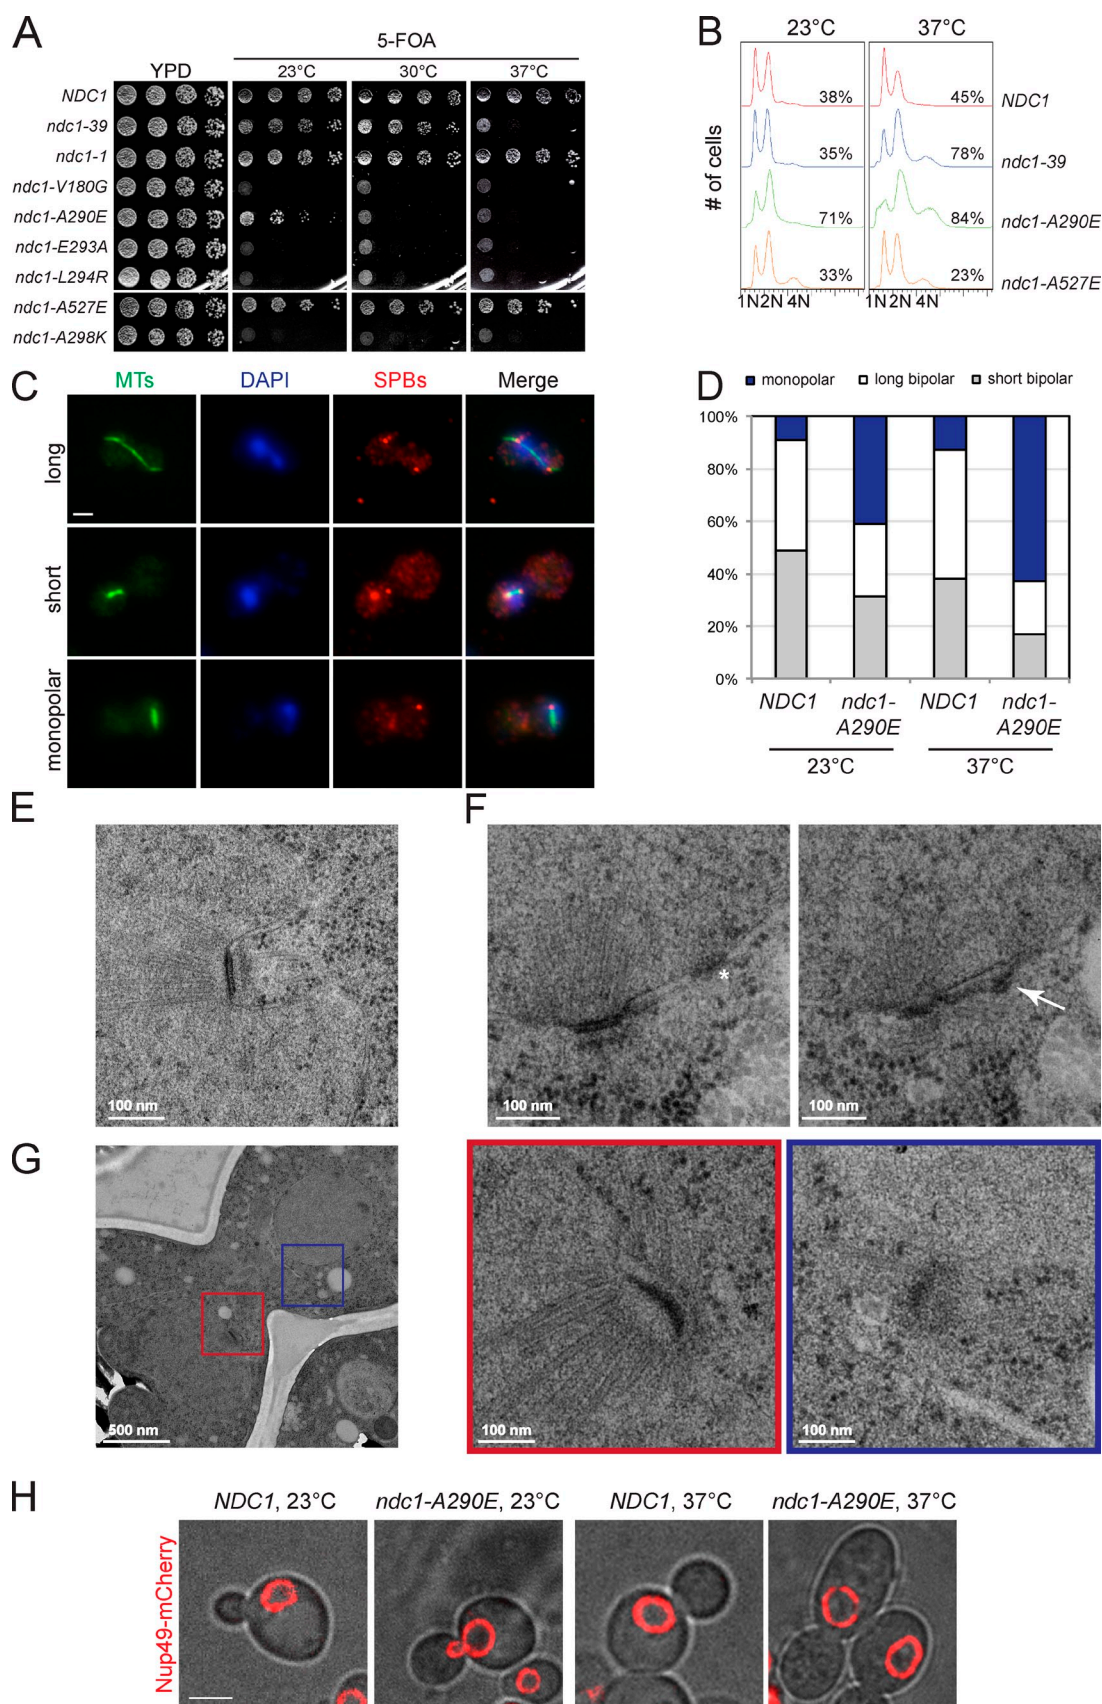 A
5-FOA
YPD 23°C 30°C 37°C
NDC1
ndc1-39
ndc1-1
ndc1-V180G
ndc1-A290E
ndc1-E293A
ndc1-L294R
ndc1-A527E
ndc1-A298K
B
23°C 37°C
# of cells
38% 45% NDC1
35% 78% ndc1-39
71% 84% ndc1-A290E
33% 23% ndc1-A527E
1N2N 4N 1N2N 4N
C
MTs DAPI SPBs Merge
long
short
monopolar
D
monopolar long bipolar short bipolar
100%
80%
60%
40%
20%
0%
NDC1 ndc1- NDC1 ndc1-
A290E A290E
23°C 37°C
E
100 nm
F
*
100 nm 100 nm
G
500 nm 100 nm 100 nm
H
NDC1, 23°C ndc1-A290E, 23°C NDC1, 37°C ndc1-A290E, 37°C
Nup49-mCherry